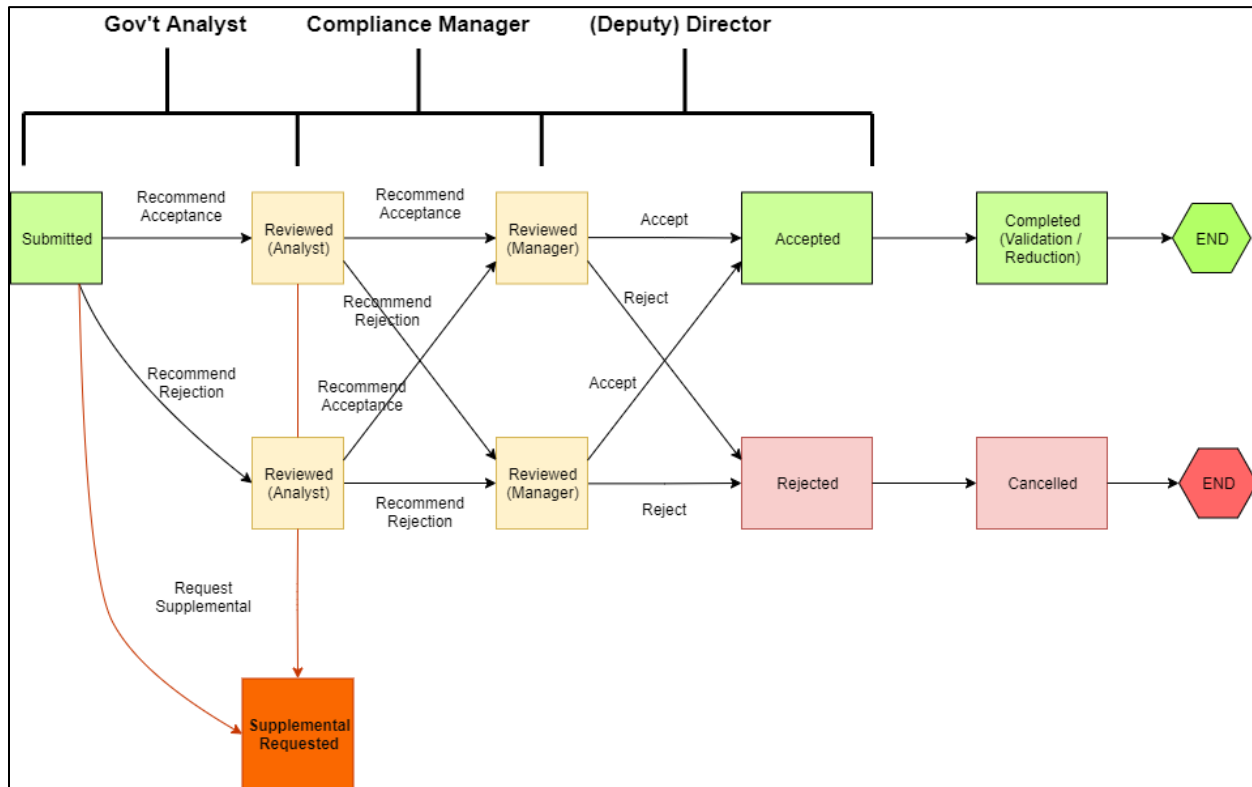 Gov't Analyst
Compliance Manager
(Deputy) Director
Recommend
Acceptance
Recommend
Acceptance
Accept
Submitted
Reviewed
(Analyst)
Reviewed
(Manager)
Accepted
Completed
(Validation /
Reduction)
END
Recommend
Rejection
Reject
Recommend
Rejection
Recommend
Acceptance
Accept
Reviewed
(Analyst)
Reviewed
(Manager)
Rejected
Cancelled
END
Recommend
Rejection
Reject
Request
Supplemental
Supplemental
Requested